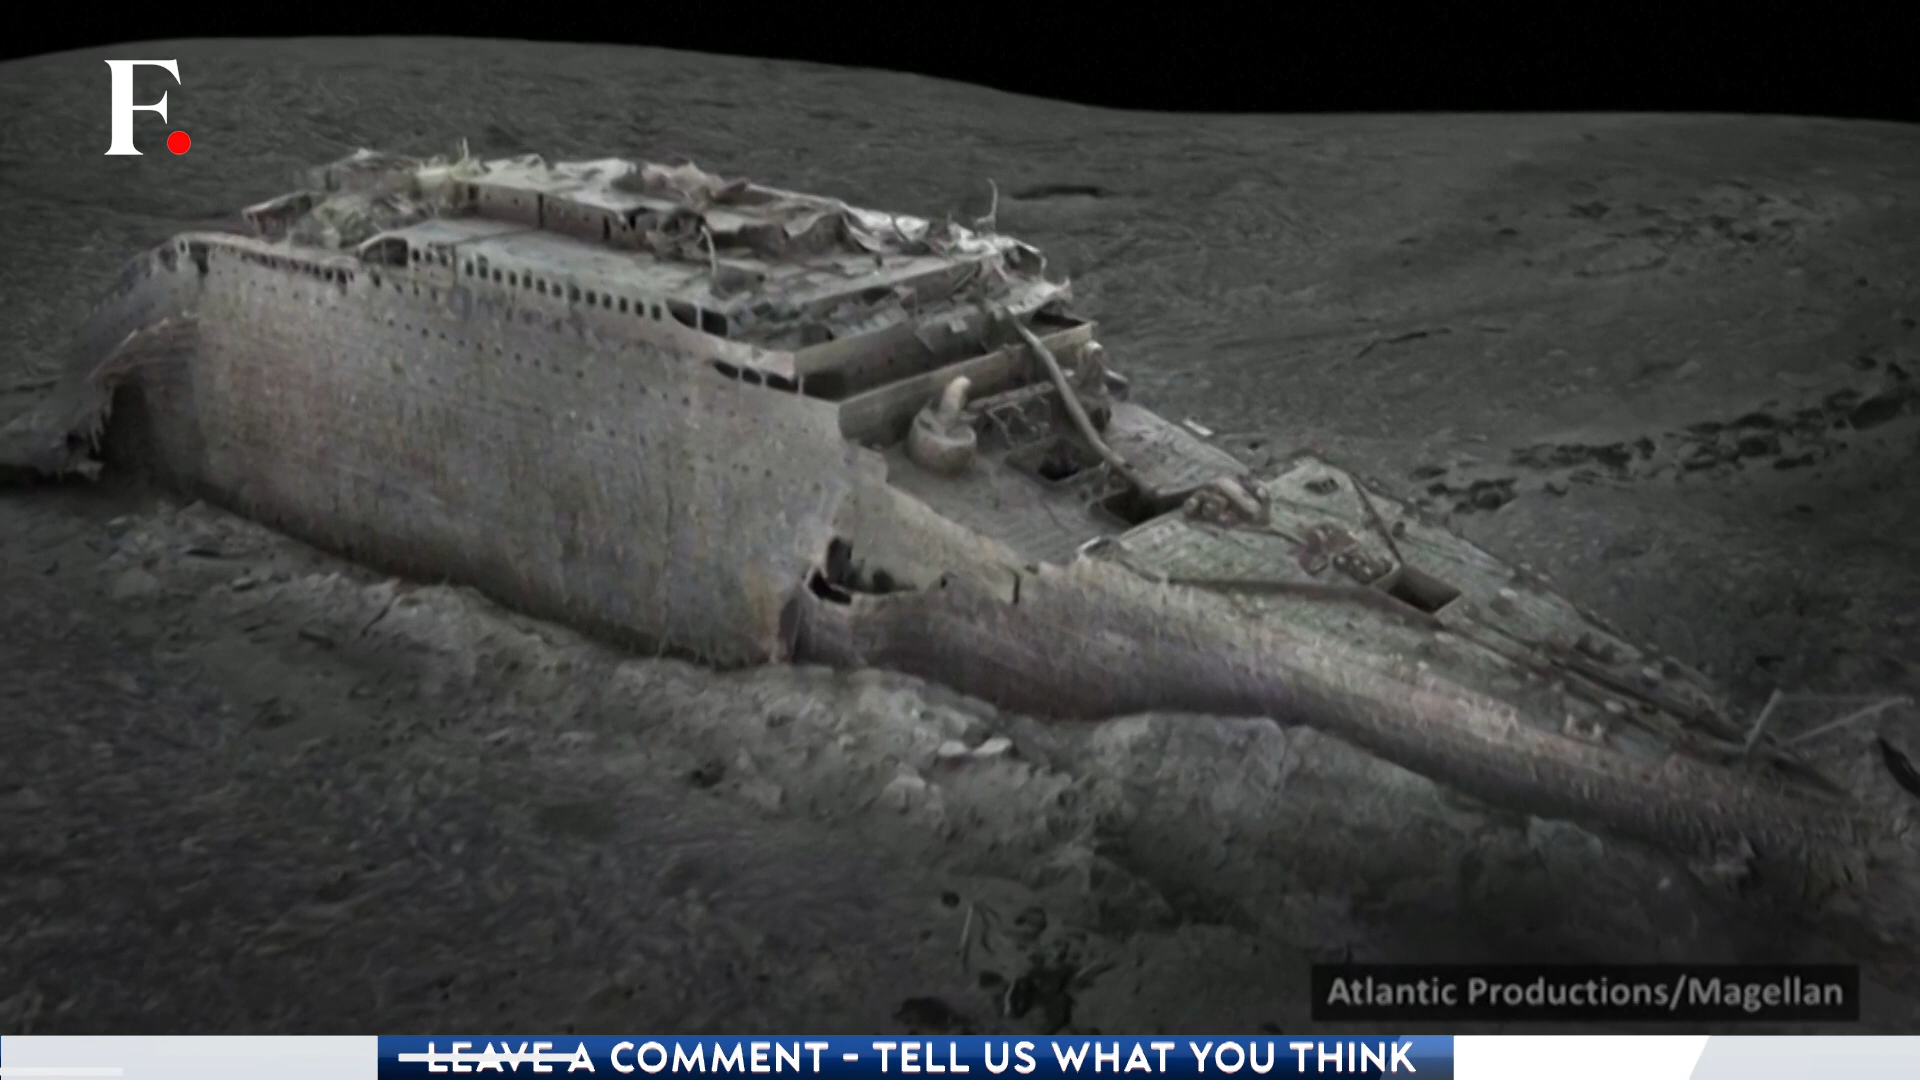 F.
Atlantic Productions/Magellan
LEAVE A COMMENT - TELL US WHAT YOU THINK